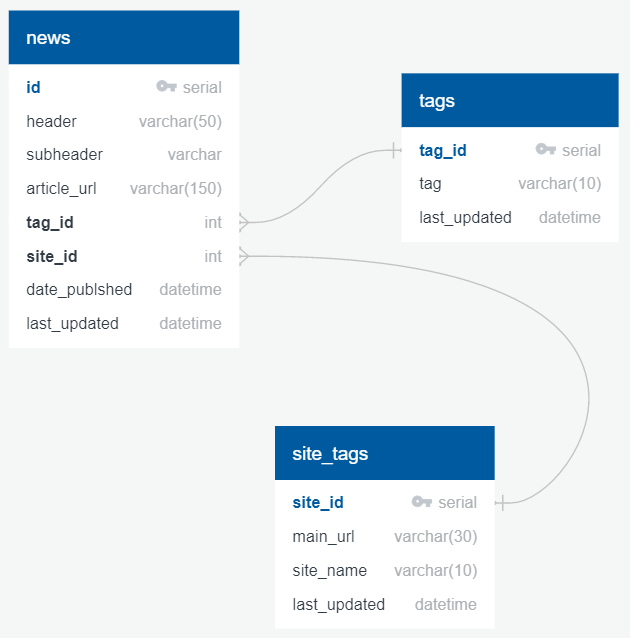 news
id serial
header varchar(50)
subheader varchar
article_url varchar(150)
tag_id int
site_id int
date_publshed datetime
last_updated datetime
tags
tag_id serial
tag varchar(10)
last_updated datetime
site_tags
site_id serial
main_url varchar(30)
site_name varchar(10)
last_updated datetime